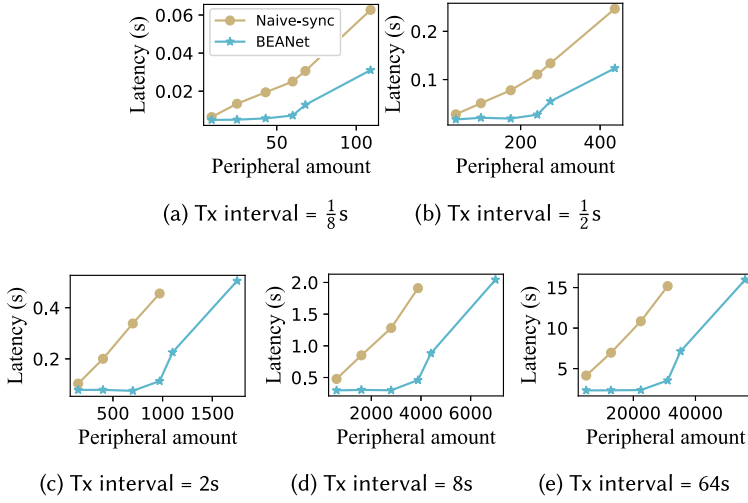 0.06
0.04
0.02
Latency (s)
Naive-sync
BEANet
50
100
Peripheral amount
(a) Tx interval = 1/8 s
0.2
0.1
Latency (s)
200
400
Peripheral amount
(b) Tx interval = 1/2 s
0.4
0.2
Latency (s)
500
1000
1500
Peripheral amount
(c) Tx interval = 2s
2.0
1.5
1.0
0.5
Latency (s)
2000
4000
6000
Peripheral amount
(d) Tx interval = 8s
15
10
5
Latency (s)
20000
40000
Peripheral amount
(e) Tx interval = 64s